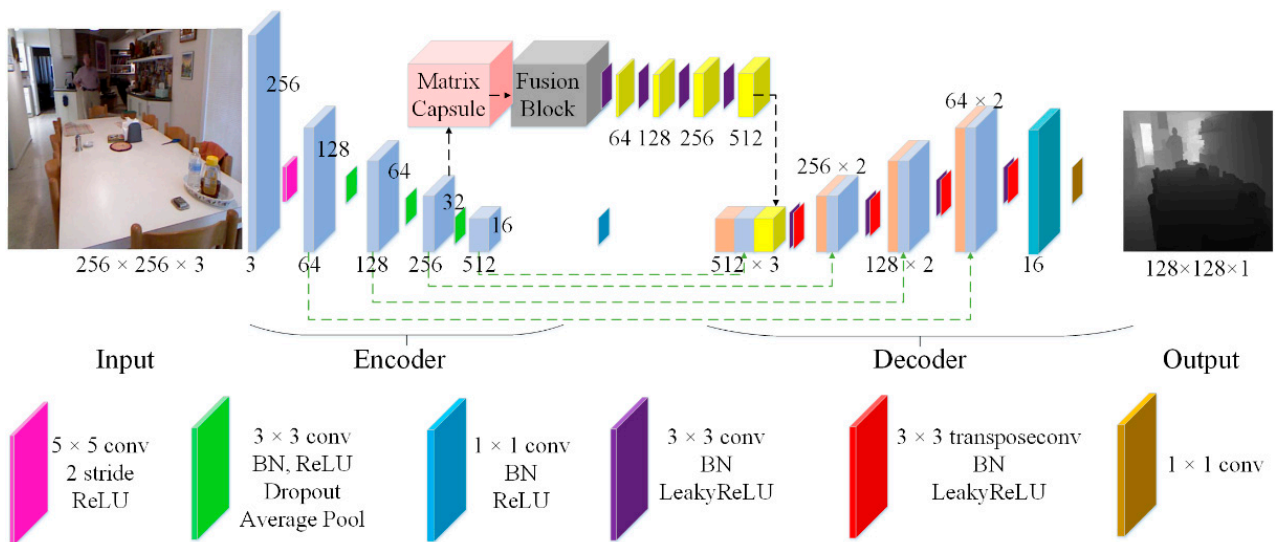 256
128
64
32
16
Matrix
Capsule
Fusion
Block
64 128 256 512
256 × 2
64 × 2
256 × 256 × 3
3
64
128
256
512
512 × 3
128 × 2
16
128×128×1
Input
Encoder
Decoder
Output
5 × 5 conv
2 stride
ReLU
3 × 3 conv
BN, ReLU
Dropout
Average Pool
1 × 1 conv
BN
ReLU
3 × 3 conv
BN
LeakyReLU
3 × 3 transposeconv
BN
LeakyReLU
1 × 1 conv